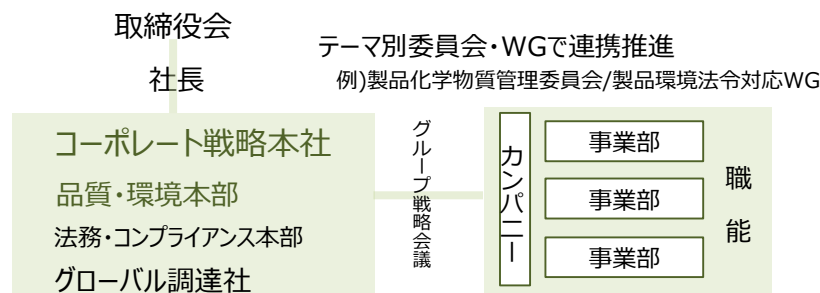 取締役会
社長
テーマ別委員会・WGで連携推進
例)製品化学物質管理委員会/製品環境法令対応WG
コーポレート戦略本社
品質・環境本部
法務・コンプライアンス本部
グローバル調達社
グループ戦略会議
カンパニー
事業部
事業部
事業部
職能